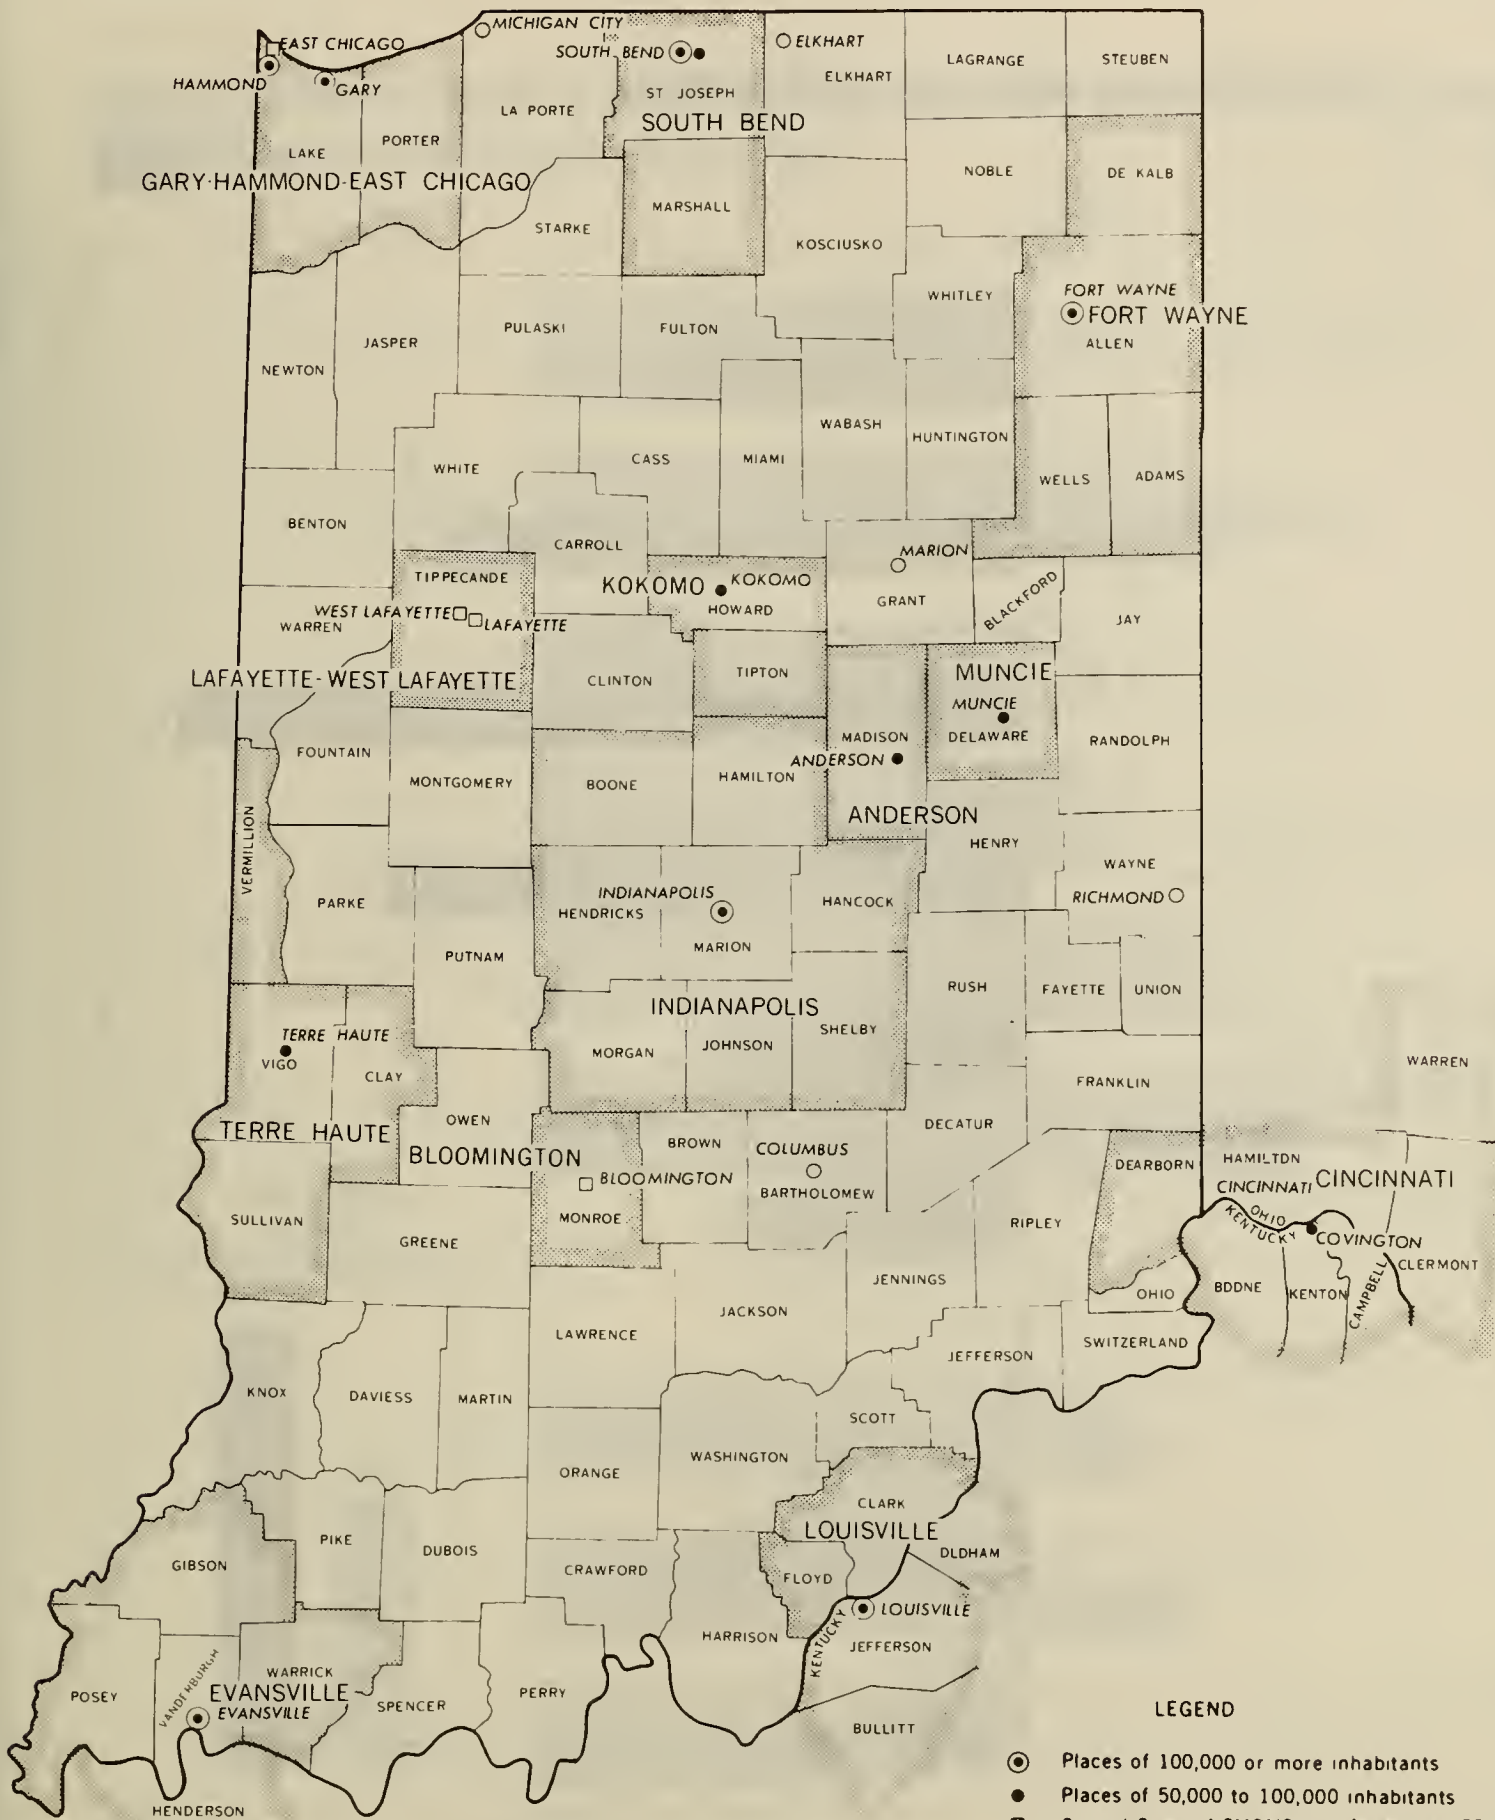 MICHIGAN CITY
EAST CHICAGO
SOUTH BEND
ELKHART
HAMMOND
GARY
ELKHART
LAGRANGE
STEUBEN
LA PORTE
ST JOSEPH
SOUTH BEND
LAKE
PORTER
GARY-HAMMOND-EAST CHICAGO
NOBLE
DE KALB
MARSHALL
STARKE
KOSCIUSKO
WHITLEY
FORT WAYNE
FORT WAYNE
ALLEN
PULASKI
FULTON
JASPER
NEWTON
WABASH
HUNTINGTON
WHITE
CASS
MIAMI
WELLS
ADAMS
BENTON
CARROLL
MARION
TIPPECANDE
KOKOMO
KOKOMO
HOWARD
GRANT
BLACKFORD
JAY
WEST LAFAYETTE
LAFAYETTE
WARREN
LAFAYETTE-WEST LAFAYETTE
CLINTON
TIPTON
MUNCIE
MUNCIE
DELAWARE
MADISON
ANDERSON
RANDOLPH
FOUNTAIN
MONTGOMERY
BOONE
HAMILTON
ANDERSON
VERMILLION
HENRY
WAYNE
RICHMOND
PARKE
INDIANAPOLIS
HENDRICKS
MARION
HANCOCK
PUTNAM
RUSH
FAYETTE
UNION
INDIANAPOLIS
SHELBY
MORGAN
JOHNSON
TERRE HAUTE
VIGO
CLAY
WARREN
FRANKLIN
TERRE HAUTE
OWEN
BLOOMINGTON
BLOOMINGTON
MONROE
BROWN
COLUMBUS
BARTHOLOMEW
DECATUR
DEARBORN
HAMILTDN
CINCINNATI
CINCINNATI
OHIO
KENTUCKY
COVINGTON
SULLIVAN
GREENE
RIPLEY
CLERMONT
JENNINGS
OHIO
BDDNE
KENTON
CAMPBELL
LAWRENCE
JACKSON
JEFFERSON
SWITZERLAND
KNOX
DAVIESS
MARTIN
SCOTT
WASHINGTON
ORANGE
CLARK
LOUISVILLE
DLDHAM
GIBSON
PIKE
DUBOIS
CRAWFORD
FLOYD
LOUISVILLE
KENTUCKY
JEFFERSON
HARRISON
POSEY
VANDERBURGH
WARRICK
EVANSVILLE
EVANSVILLE
SPENCER
PERRY
BULLITT
HENDERSON
LEGEND
Places of 100,000 or more inhabitants
Places of 50,000 to 100,000 inhabitants